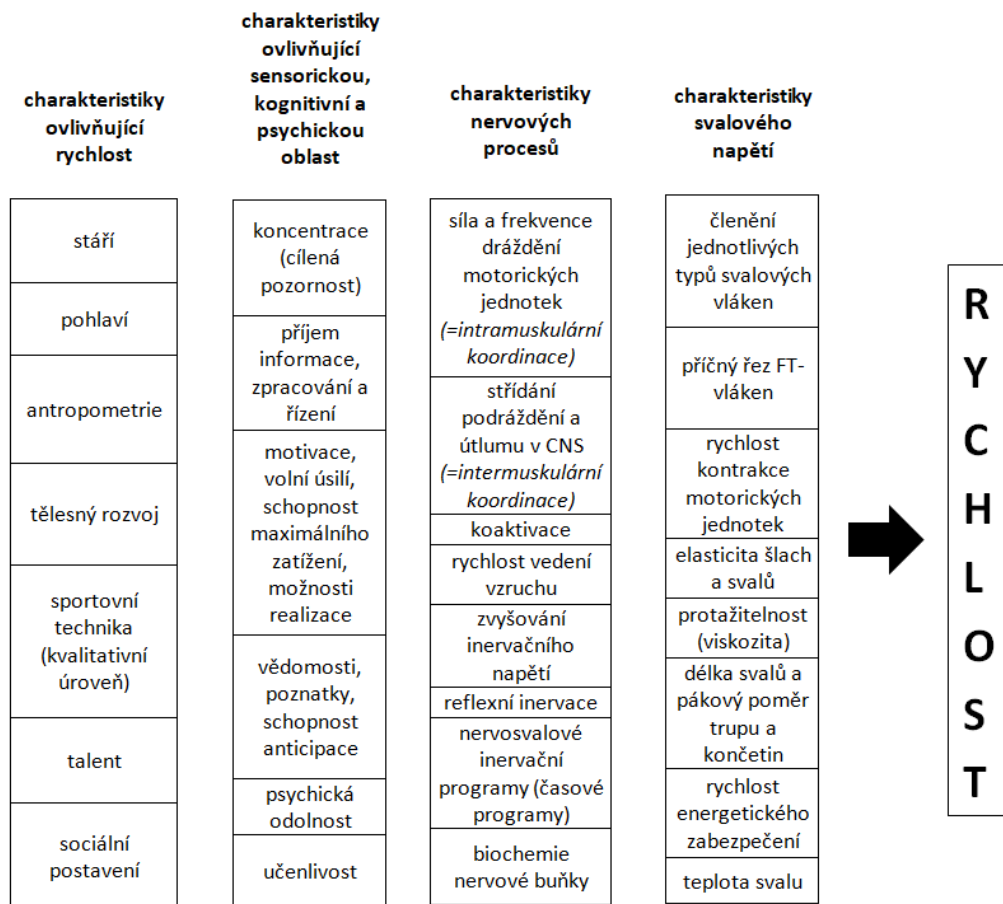 charakteristiky
ovlivňující
rychlost
stáří
pohlaví
antropometrie
tělesný rozvoj
sportovní
technika
(kvalitativní
úroveň)
talent
sociální
postavení
charakteristiky
ovlivňující
sensorickou,
kognitivní a
psychickou
oblast
koncentrace
(cílená
pozornost)
příjem
informace,
zpracování a
řízení
motivace,
volní úsilí,
schopnost
maximálního
zatížení,
možnosti
realizace
vědomosti,
poznatky,
schopnost
anticipace
psychická
odolnost
učenlivost
charakteristiky
nervových
procesů
síla a frekvence
dráždění
motorických
jednotek
(=intramuskulární
koordinace)
střídání
podráždění a
útlumu v CNS
(=intermuskulární
koordinace)
koaktivace
rychlost vedení
vzruchu
zvyšování
inervačního
napětí
reflexní inervace
nervosvalové
inervační
programy (časové
programy)
biochemie
nervové buňky
charakteristiky
svalového
napětí
členění
jednotlivých
typů svalových
vláken
příčný řez FT-
vláken
rychlost
kontrakce
motorických
jednotek
elasticita šlach
a svalů
protažitelnost
(viskozita)
délka svalů a
pákový poměr
trupu a
končetin
rychlost
energetického
zabezpečení
teplota svalu
R
Y
C
H
L
O
S
T